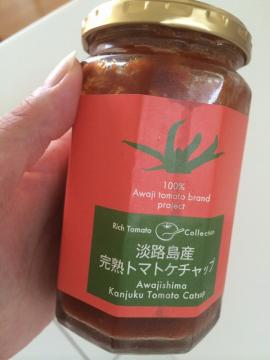 100%
Awaji tomato brand
project
Rich Tomato Collection
淡路島産
完熟トマトケチャップ
Awajishima
Kanjuku Tomato Catsup